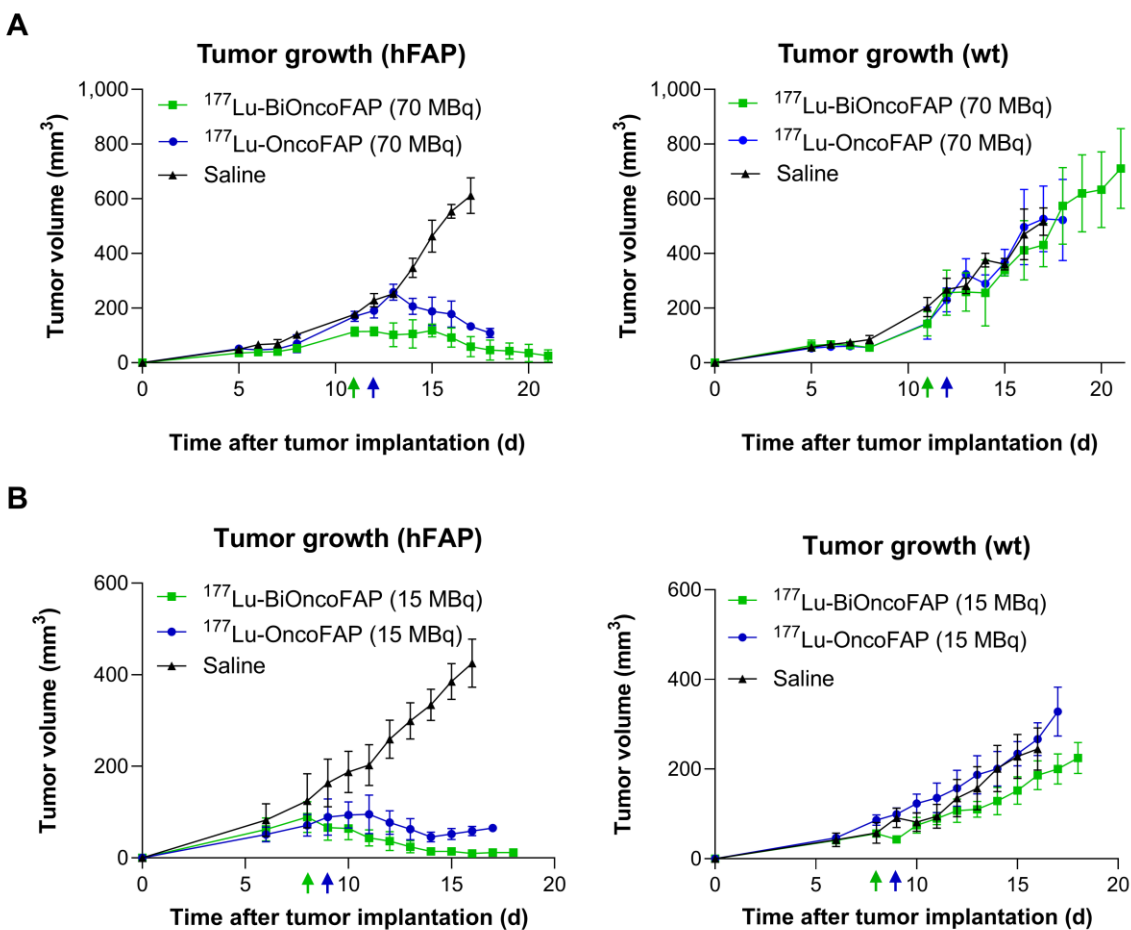 A
Tumor growth (hFAP)
¹⁷⁷Lu-BiOncoFAP (70 MBq)
¹⁷⁷Lu-OncoFAP (70 MBq)
Saline
Tumor volume (mm³)
1,000
800
600
400
200
0
0 5 10 15 20
Time after tumor implantation (d)
Tumor growth (wt)
¹⁷⁷Lu-BiOncoFAP (70 MBq)
¹⁷⁷Lu-OncoFAP (70 MBq)
Saline
Tumor volume (mm³)
1,000
800
600
400
200
0
0 5 10 15 20
Time after tumor implantation (d)
B
Tumor growth (hFAP)
¹⁷⁷Lu-BiOncoFAP (15 MBq)
¹⁷⁷Lu-OncoFAP (15 MBq)
Saline
Tumor volume (mm³)
600
400
200
0
0 5 10 15 20
Time after tumor implantation (d)
Tumor growth (wt)
¹⁷⁷Lu-BiOncoFAP (15 MBq)
¹⁷⁷Lu-OncoFAP (15 MBq)
Saline
Tumor volume (mm³)
600
400
200
0
0 5 10 15 20
Time after tumor implantation (d)